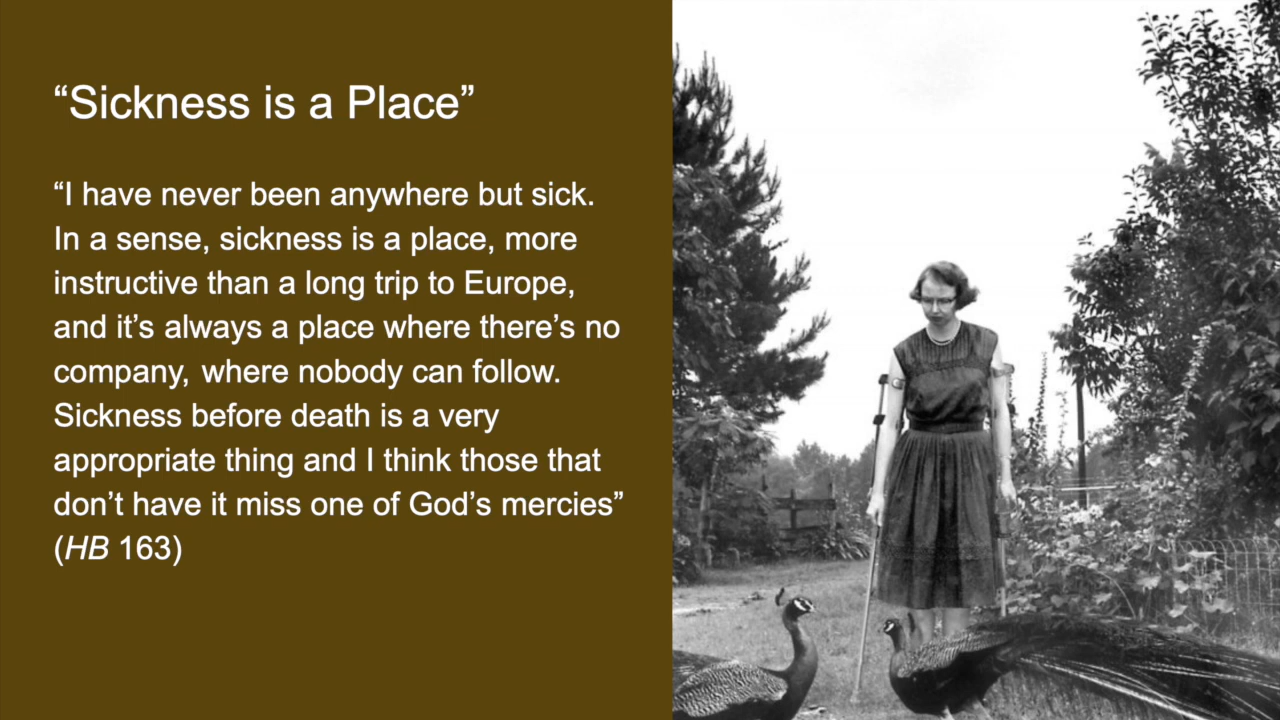 “Sickness is a Place”
“I have never been anywhere but sick.
In a sense, sickness is a place, more
instructive than a long trip to Europe,
and it’s always a place where there’s no
company, where nobody can follow.
Sickness before death is a very
appropriate thing and I think those that
don’t have it miss one of God’s mercies”
(HB 163)